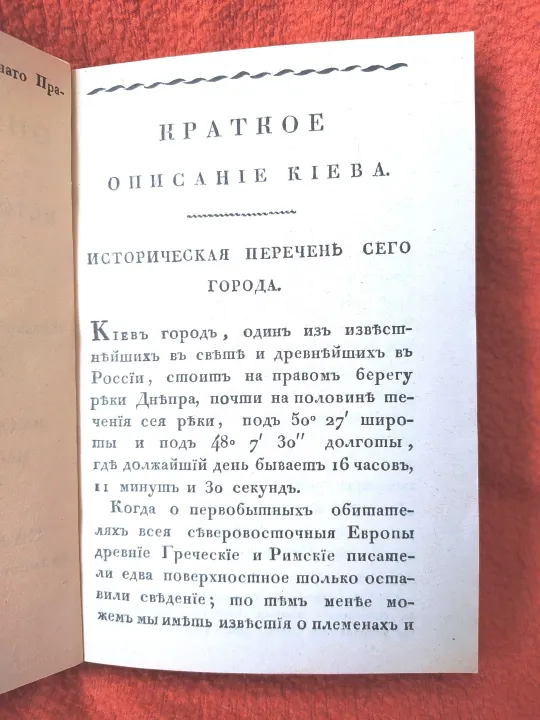 наго Пра-
КРАТКОЕ
ОПИСАНІЕ КІЕВА.
ИСТОРИЧЕСКАЯ ПЕРЕЧЕНЬ СЕГО
ГОРОДА.
Кіевъ городъ, одинъ изъ извѣст-
нѣйшихъ въ свѣтѣ и древнѣйшихъ въ
Россіи, стоитъ на правомъ берегу
рѣки Днѣпра, почти на половинѣ те-
ченія сея рѣки, подъ 50° 27′ широ-
ты и подъ 48° 7′ 30″ долготы,
гдѣ должайшій день бываетъ 16 часовъ,
11 минутъ и 30 секундъ.
Когда о первобытныхъ обитате-
ляхъ всея сѣверовосточныя Европы
древніе Греческіе и Римскіе писате-
ли едва поверхностное только оста-
вили свѣденіе; то тѣмъ менѣе мо-
жемъ мы имѣть извѣстія о племенахъ и